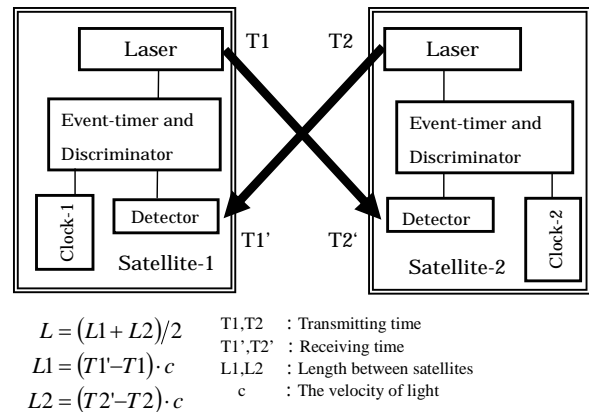 Laser
T1
T2
Laser
Event-timer and
Discriminator
Event-timer and
Discriminator
Clock-1
Detector
T1’
T2‘
Detector
Clock-2
Satellite-1
Satellite-2
L = (L1 + L2)/2
L1 = (T1'−T1)·c
L2 = (T2'−T2)·c
T1,T2 : Transmitting time
T1’,T2’ : Receiving time
L1,L2 : Length between satellites
c : The velocity of light